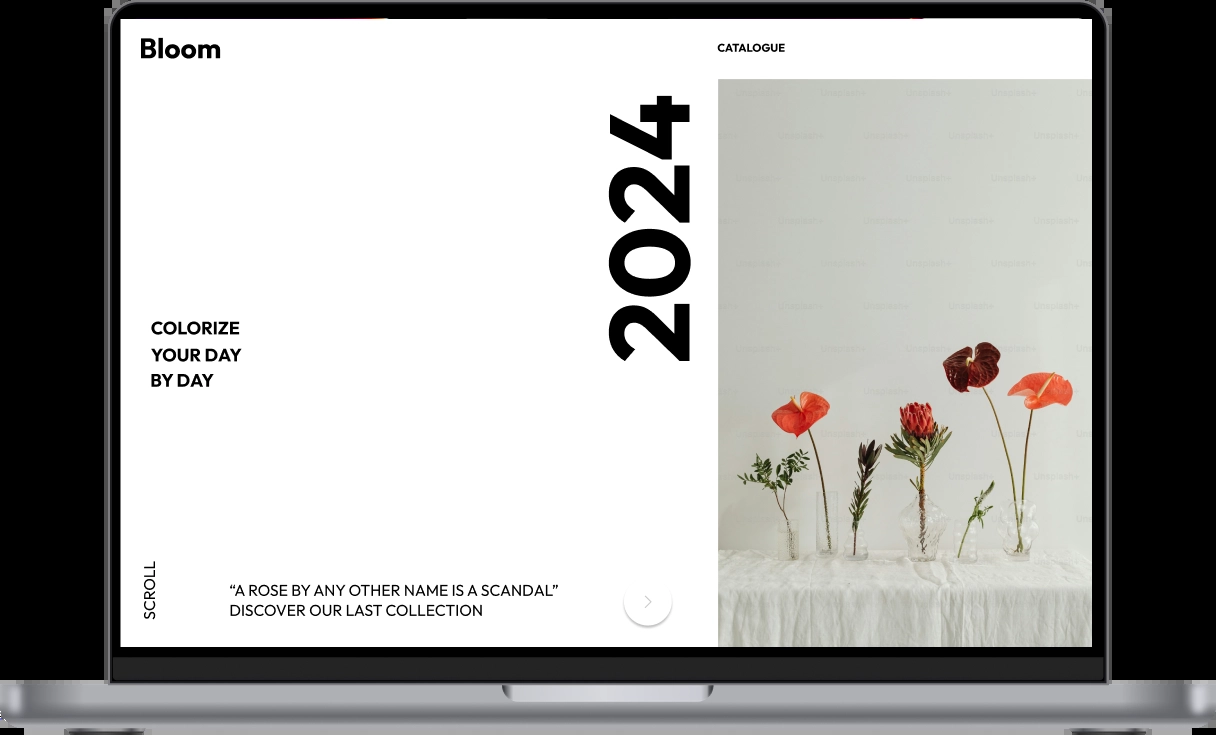 Bloom
CATALOGUE
2024
COLORIZE
YOUR DAY
BY DAY
SCROLL
“A ROSE BY ANY OTHER NAME IS A SCANDAL”
DISCOVER OUR LAST COLLECTION
Unsplash+